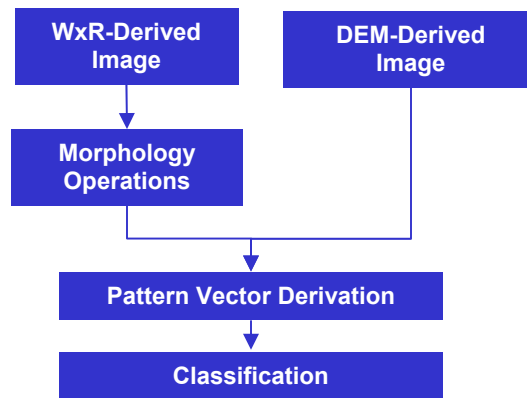 WxR-Derived
Image
DEM-Derived
Image
Morphology
Operations
Pattern Vector Derivation
Classification